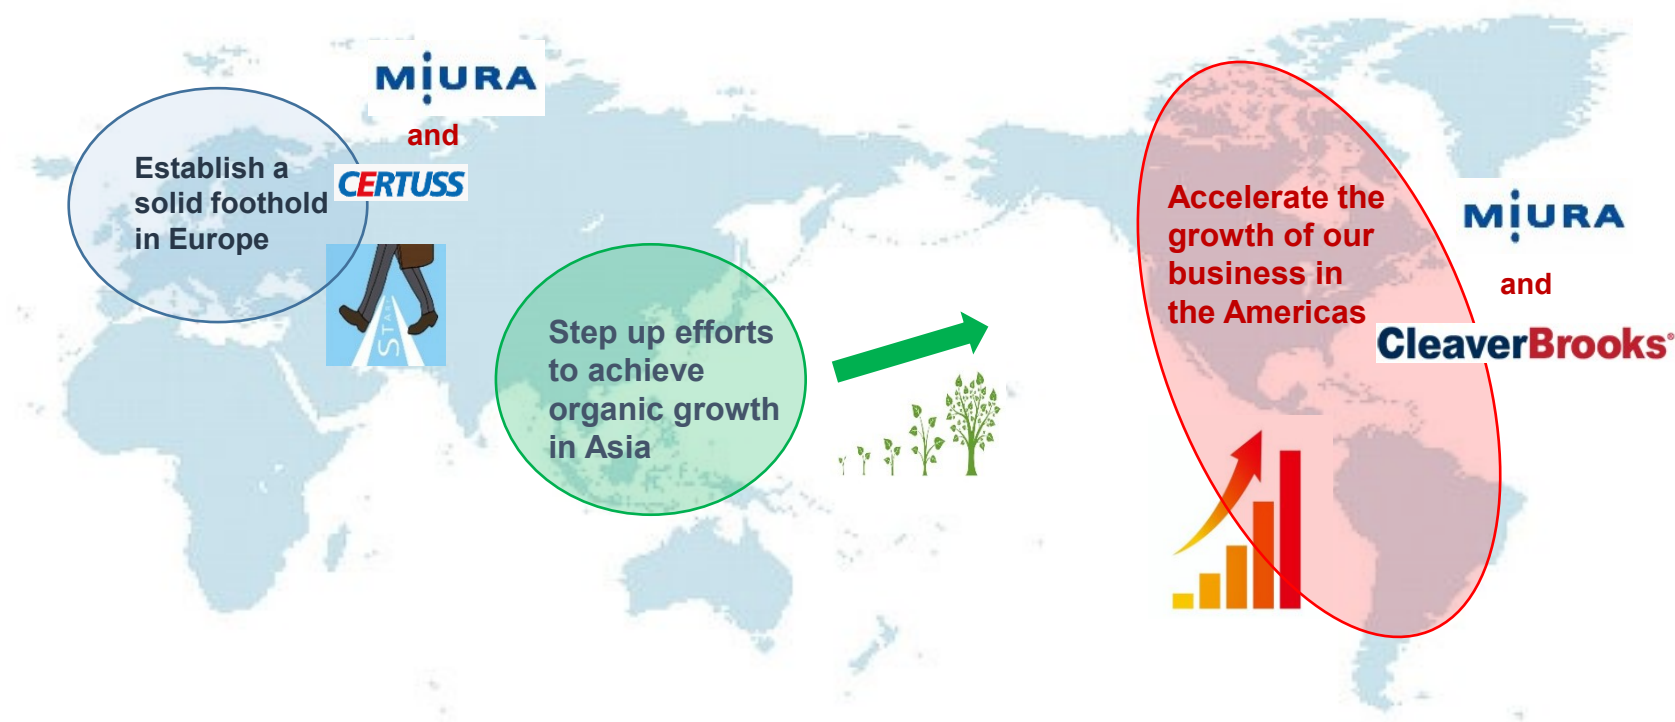 MIURA
and
CERTUSS
Establish a
solid foothold
in Europe
START
Step up efforts
to achieve
organic growth
in Asia
Accelerate the
growth of our
business in
the Americas
MIURA
and
CleaverBrooks®